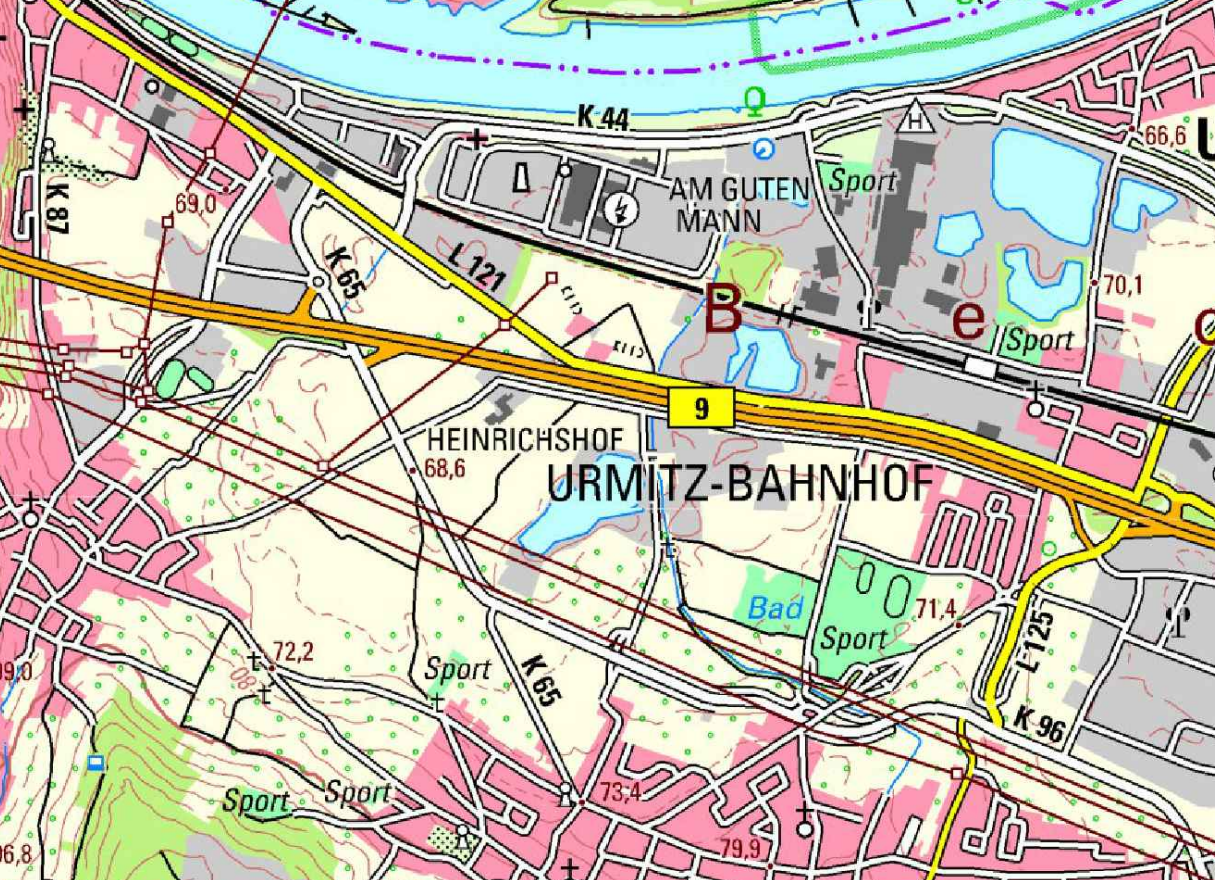 K 44
H
66,6
U
K 87
69,0
AM GUTEN
MANN
Sport
K 65
L 121
70,1
B
e
Sport
9
HEINRICHSHOF
68,6
URMITZ-BAHNHOF
Bad
Sport
71,4
L 125
72,2
80
Sport
K 65
K 96
Sport
Sport
73,4
79,9